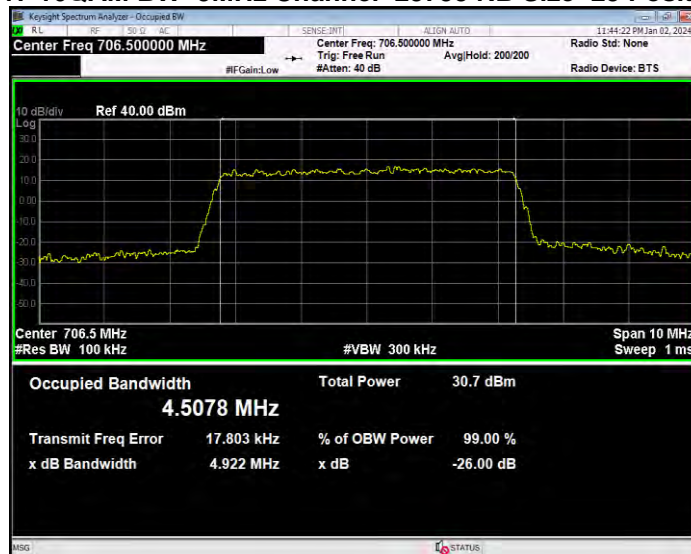 Keysight Spectrum Analyzer - Occupied BW
RL RF 50 Ω AC SENSE:INT ALIGN AUTO 11:44:22 PM Jan 02, 2024
Center Freq 706.500000 MHz Center Freq: 706.500000 MHz Radio Std: None
Trig: Free Run Avg|Hold: 200/200
#IFGain:Low #Atten: 40 dB Radio Device: BTS
10 dB/div Ref 40.00 dBm
Log
30.0
20.0
10.0
0.00
-10.0
-20.0
-30.0
-40.0
-50.0
Center 706.5 MHz Span 10 MHz
#Res BW 100 kHz #VBW 300 kHz Sweep 1 ms
Occupied Bandwidth Total Power 30.7 dBm
4.5078 MHz
Transmit Freq Error 17.803 kHz % of OBW Power 99.00 %
x dB Bandwidth 4.922 MHz x dB -26.00 dB
MSG STATUS